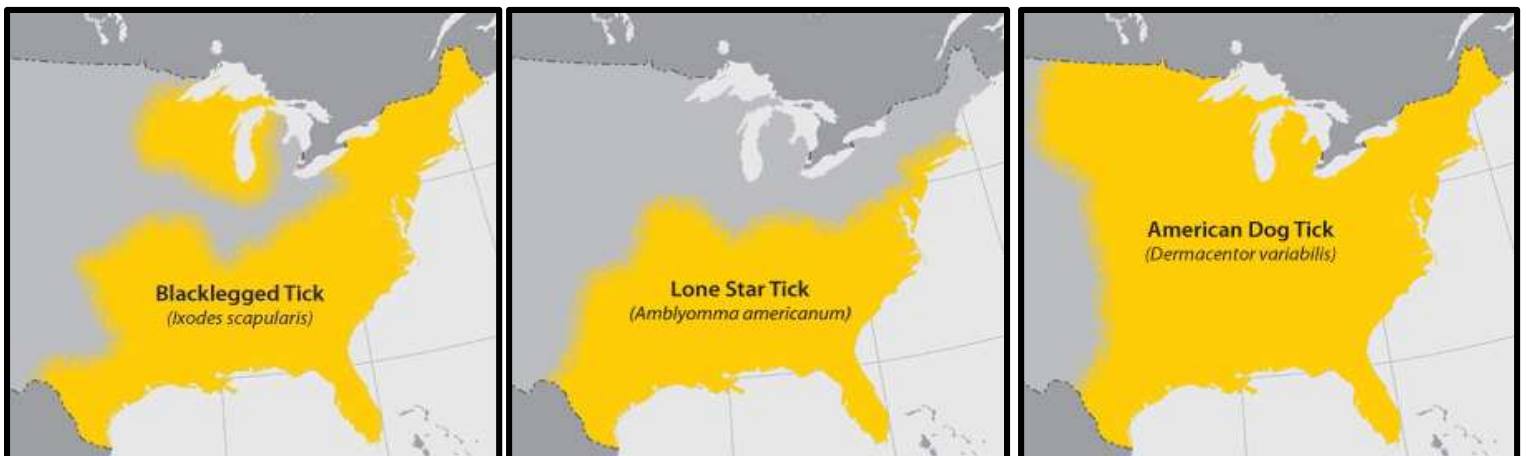 Blacklegged Tick
(Ixodes scapularis)
Lone Star Tick
(Amblyomma americanum)
American Dog Tick
(Dermacentor variabilis)